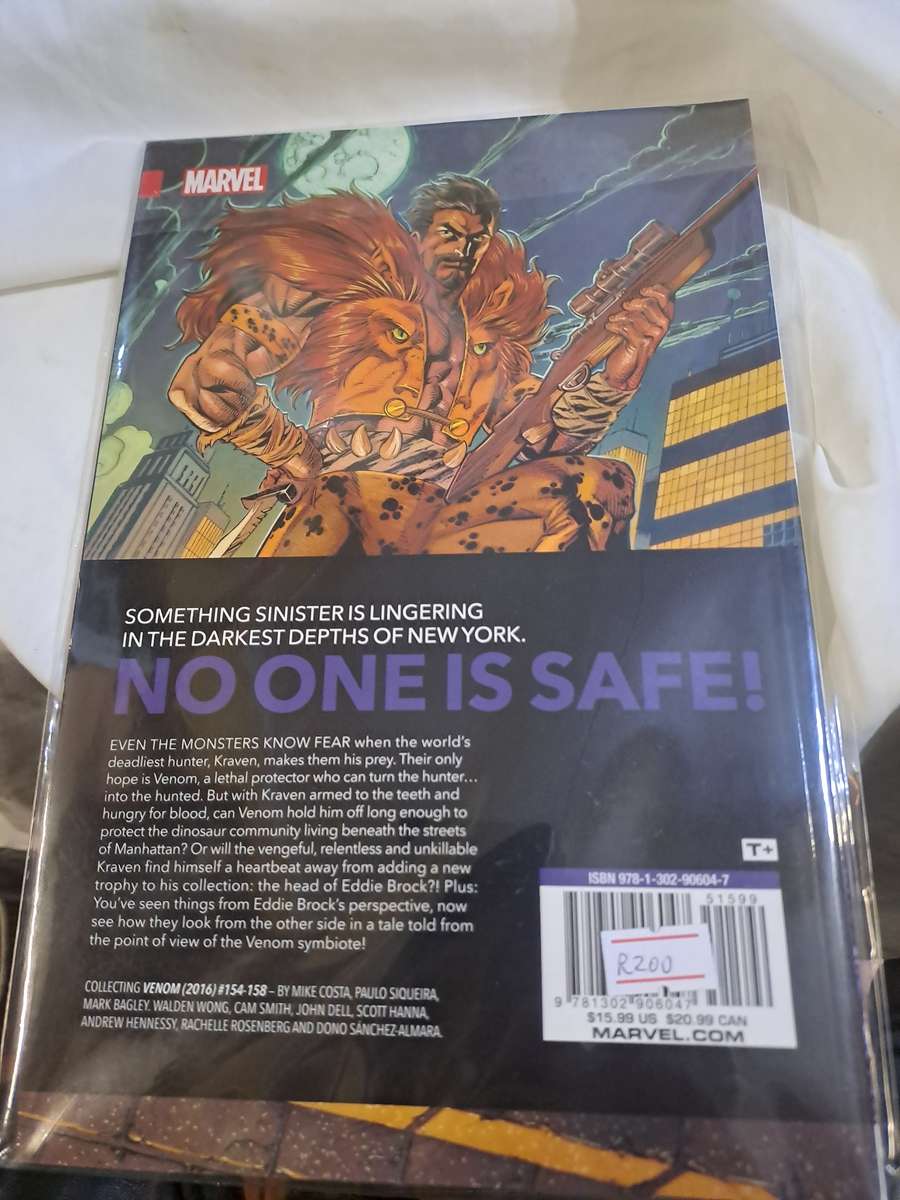 MARVEL
SOMETHING SINISTER IS LINGERING
IN THE DARKEST DEPTHS OF NEW YORK.
NO ONE IS SAFE!
EVEN THE MONSTERS KNOW FEAR when the world's
deadliest hunter, Kraven, makes them his prey. Their only
hope is Venom, a lethal protector who can turn the hunter...
into the hunted. But with Kraven armed to the teeth and
hungry for blood, can Venom hold him off long enough to
protect the dinosaur community living beneath the streets
of Manhattan? Or will the vengeful, relentless and unkillable
Kraven find himself a heartbeat away from adding a new
trophy to his collection: the head of Eddie Brock?! Plus:
You've seen things from Eddie Brock's perspective, now
see how they look from the other side in a tale told from
the point of view of the Venom symbiote!
COLLECTING VENOM (2016) #154-158 – BY MIKE COSTA, PAULO SIQUEIRA,
MARK BAGLEY, WALDEN WONG, CAM SMITH, JOHN DELL, SCOTT HANNA,
ANDREW HENNESSY, RACHELLE ROSENBERG AND DONO SÁNCHEZ-ALMARA.
T+
ISBN 978-1-302-90604-7
51599
R200
9 781302 906047
$15.99 US $20.99 CAN
MARVEL.COM